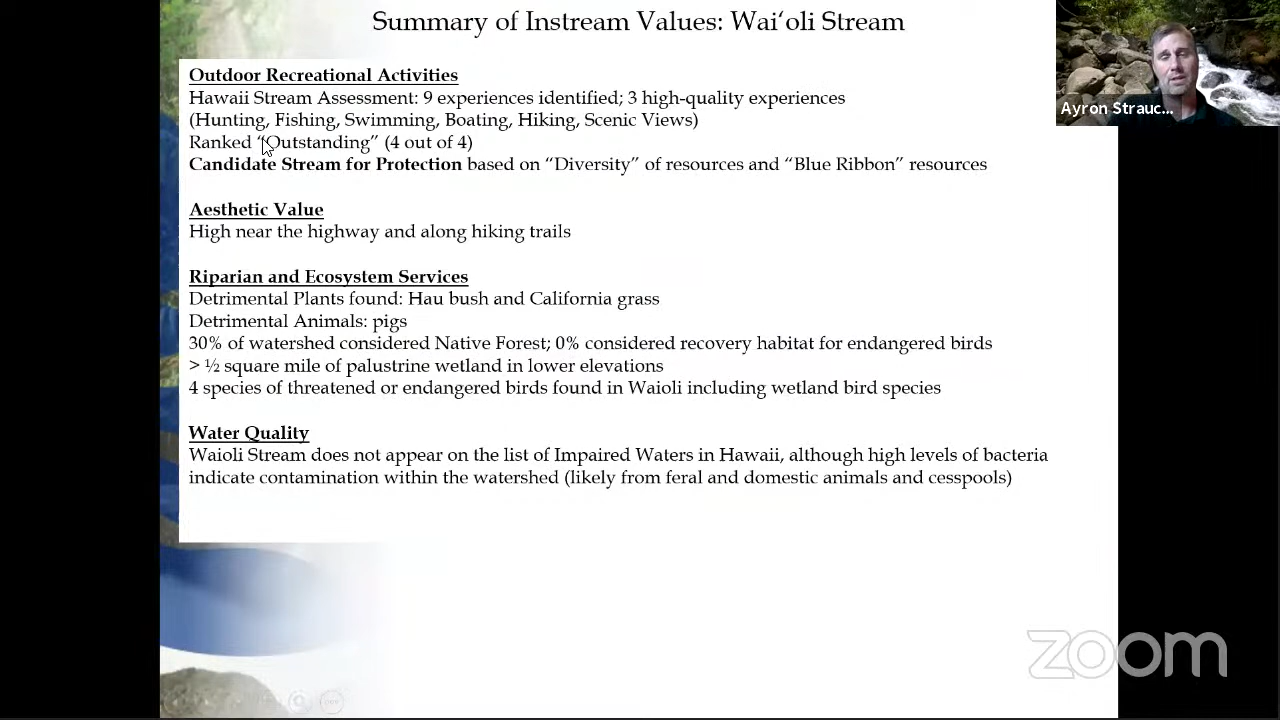 Summary of Instream Values: Waiʻoli Stream
Outdoor Recreational Activities
Hawaii Stream Assessment: 9 experiences identified; 3 high-quality experiences
(Hunting, Fishing, Swimming, Boating, Hiking, Scenic Views)
Ranked “Outstanding” (4 out of 4)
Candidate Stream for Protection based on “Diversity” of resources and “Blue Ribbon” resources
Aesthetic Value
High near the highway and along hiking trails
Riparian and Ecosystem Services
Detrimental Plants found: Hau bush and California grass
Detrimental Animals: pigs
30% of watershed considered Native Forest; 0% considered recovery habitat for endangered birds
> ½ square mile of palustrine wetland in lower elevations
4 species of threatened or endangered birds found in Waioli including wetland bird species
Water Quality
Waioli Stream does not appear on the list of Impaired Waters in Hawaii, although high levels of bacteria
indicate contamination within the watershed (likely from feral and domestic animals and cesspools)
Ayron Strauc...
zoom